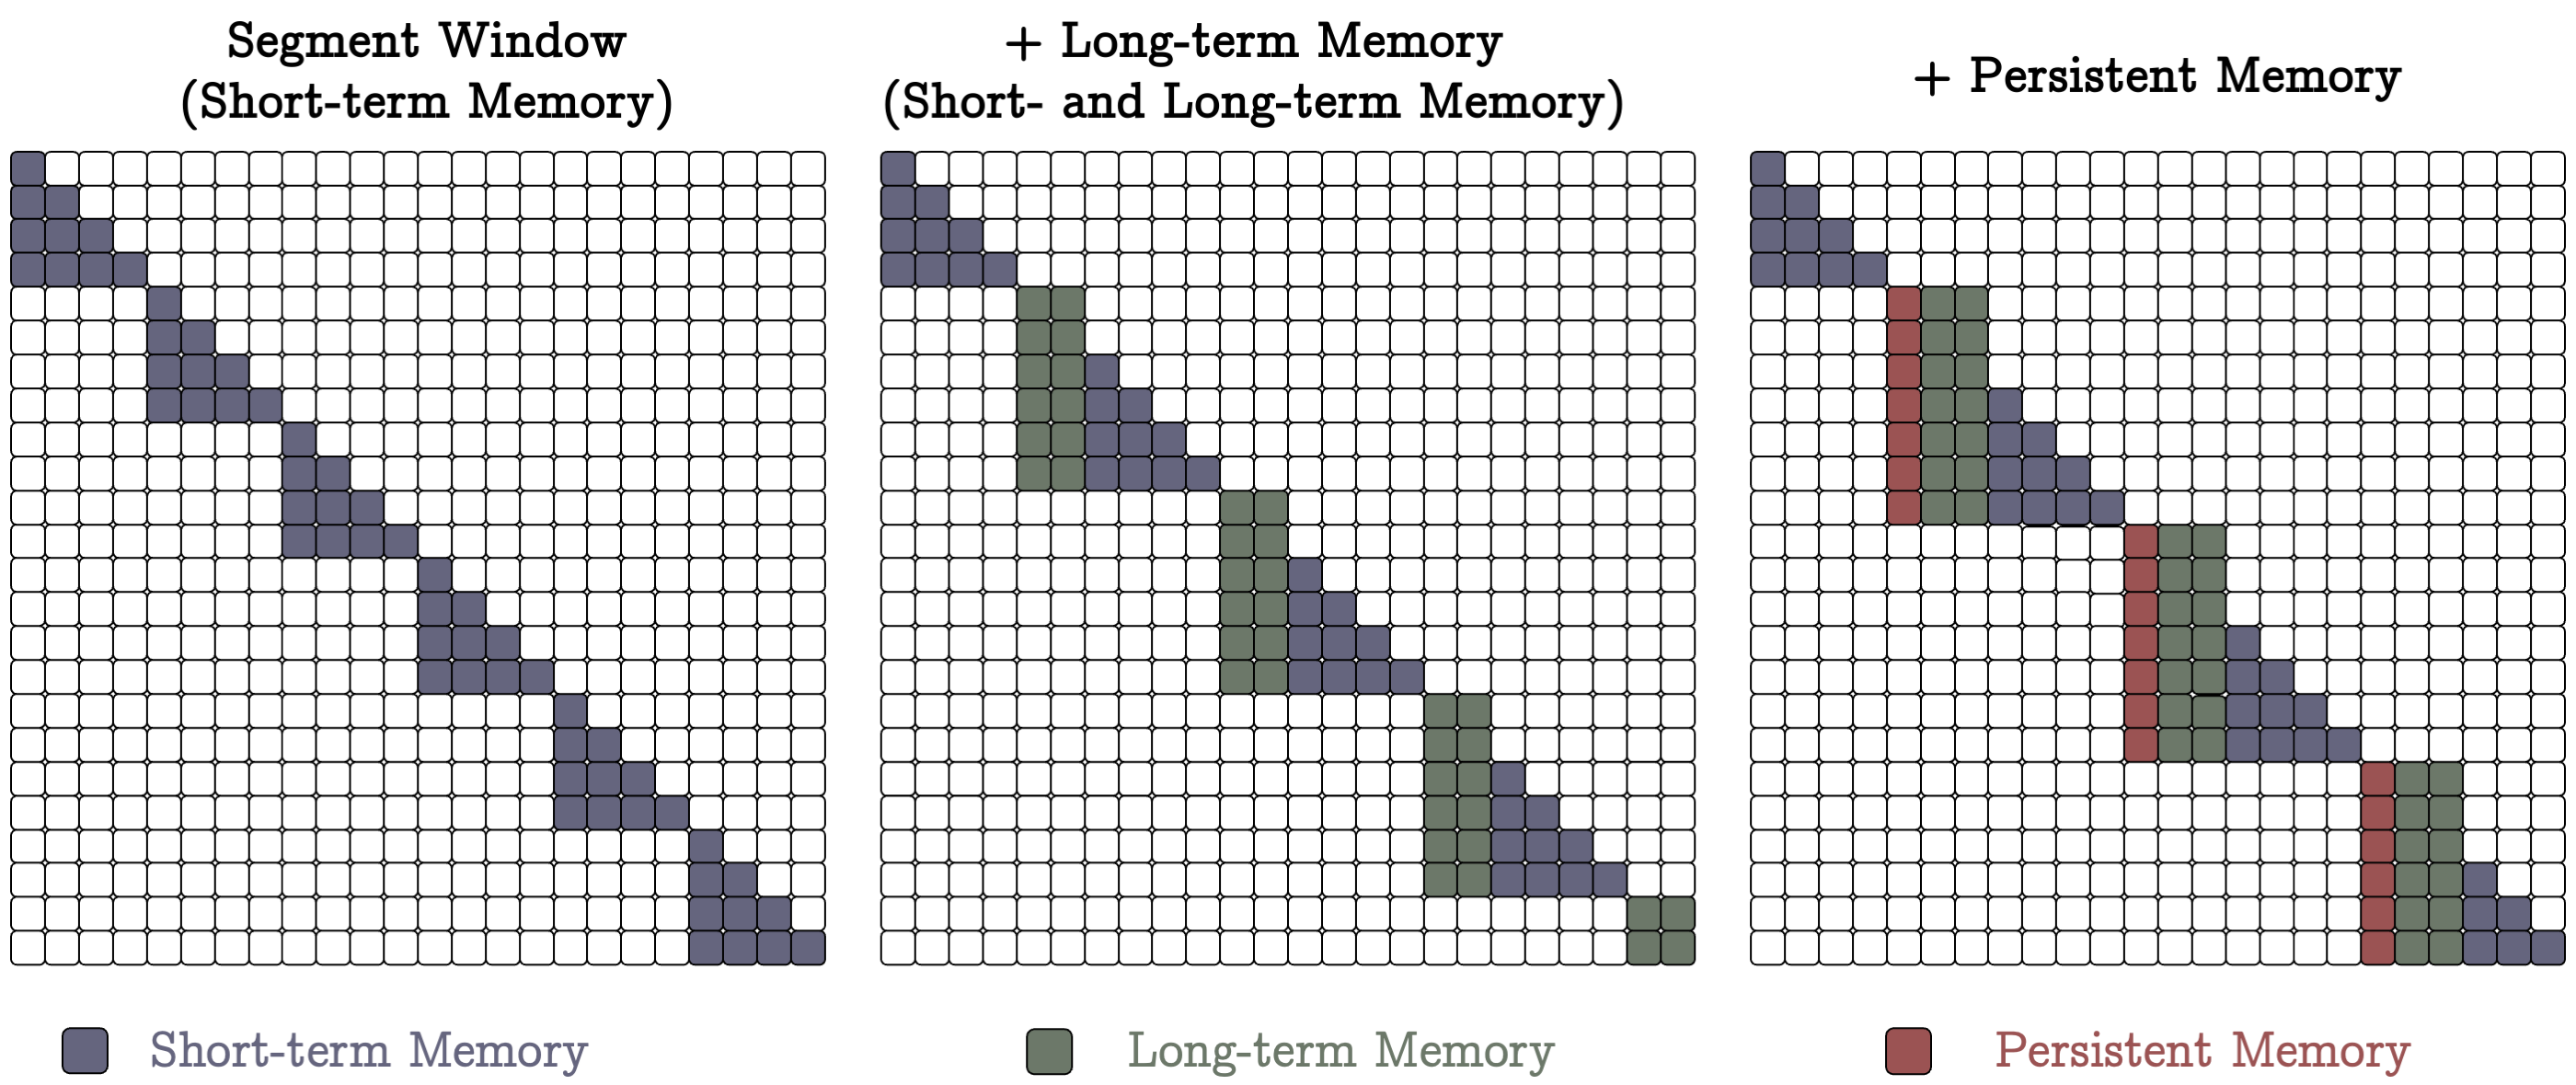 Segment Window
(Short-term Memory)
+ Long-term Memory
(Short- and Long-term Memory)
+ Persistent Memory
Short-term Memory
Long-term Memory
Persistent Memory